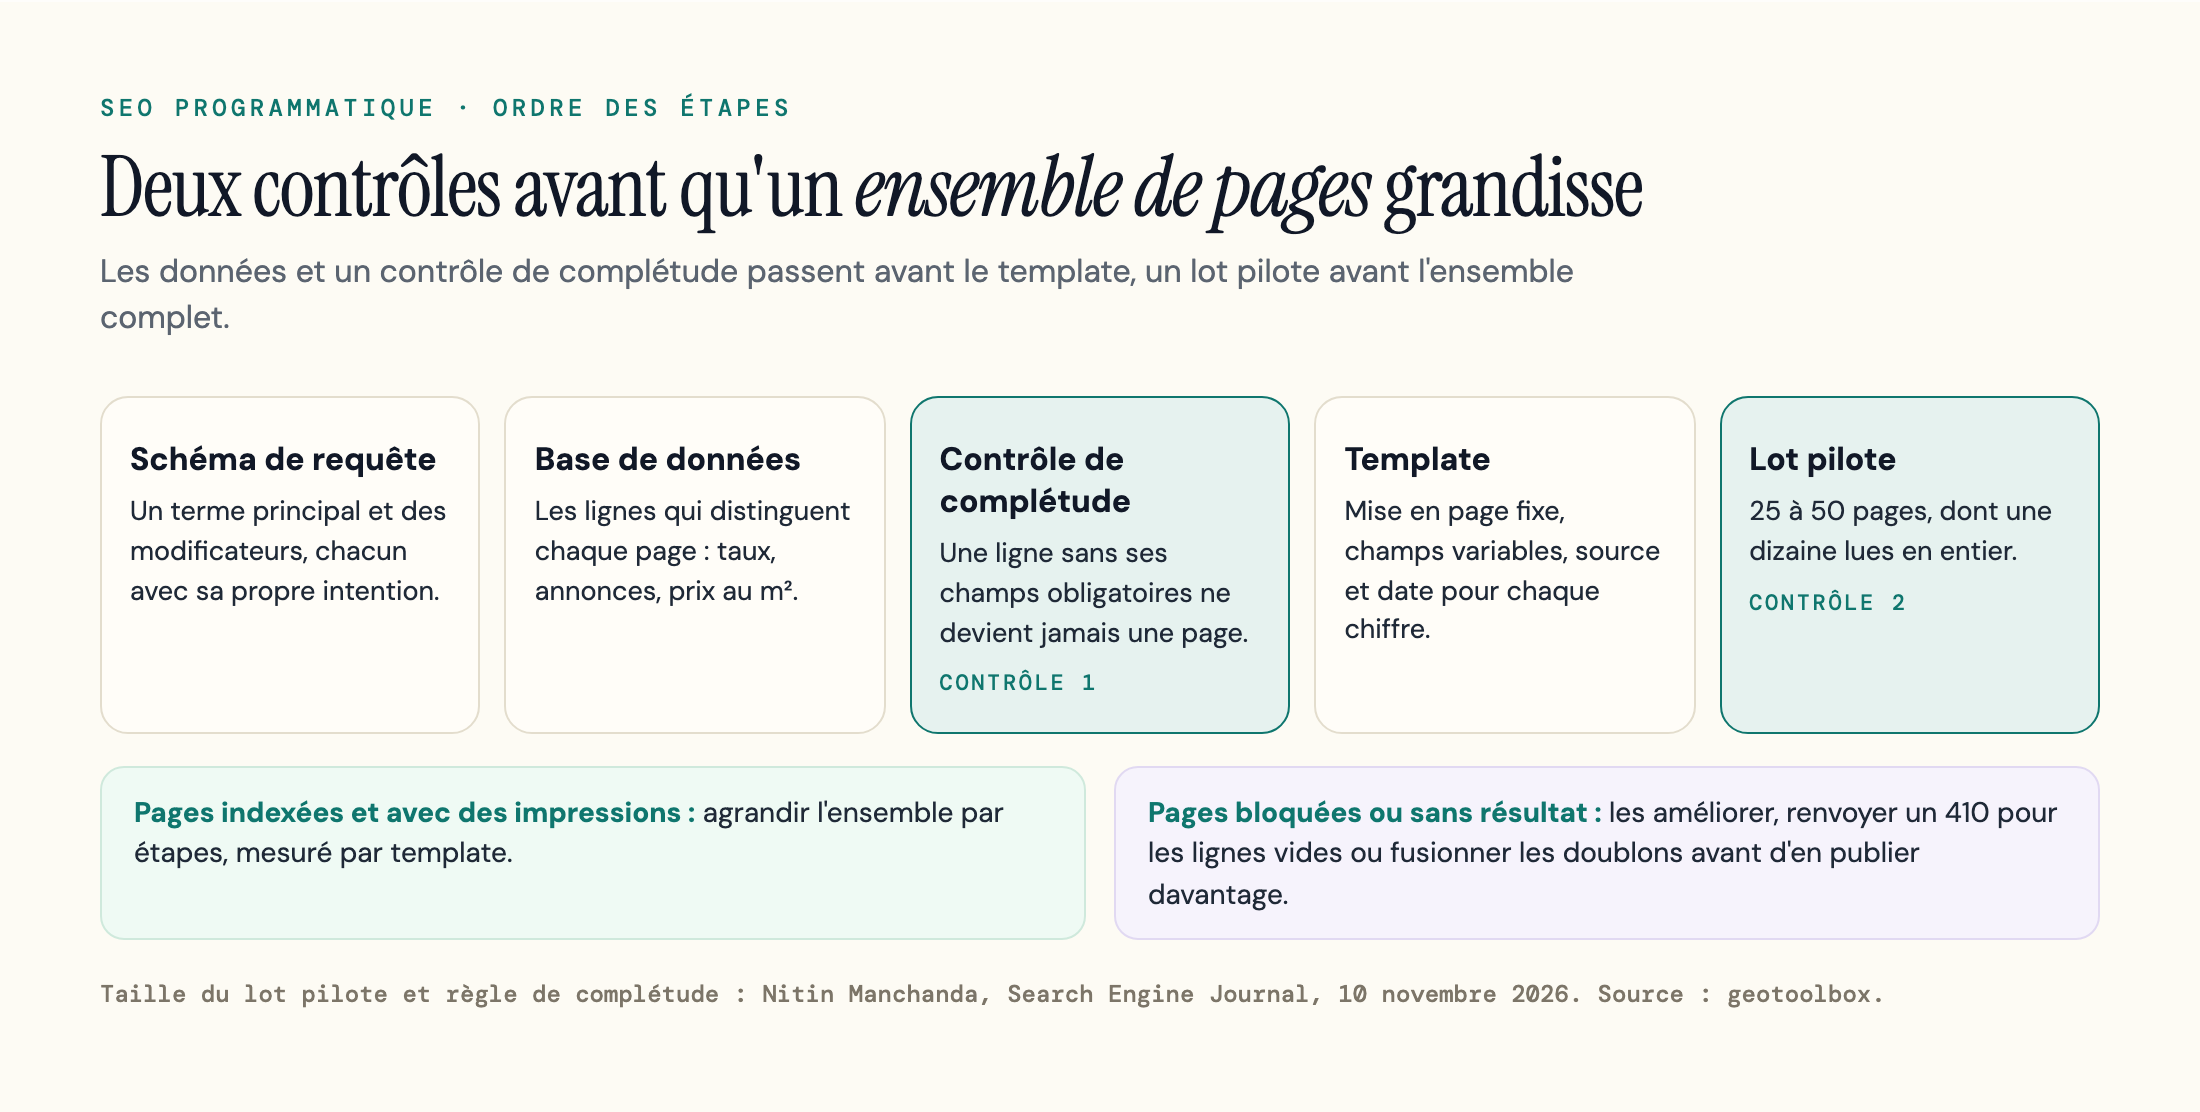 SEO PROGRAMMATIQUE · ORDRE DES ÉTAPES
Deux contrôles avant qu'un ensemble de pages grandisse
Les données et un contrôle de complétude passent avant le template, un lot pilote avant l'ensemble
complet.
Schéma de requête
Un terme principal et des
modificateurs, chacun
avec sa propre intention.
Base de données
Les lignes qui distinguent
chaque page : taux,
annonces, prix au m².
Contrôle de
complétude
Une ligne sans ses
champs obligatoires ne
devient jamais une page.
CONTRÔLE 1
Template
Mise en page fixe,
champs variables, source
et date pour chaque
chiffre.
Lot pilote
25 à 50 pages, dont une
dizaine lues en entier.
CONTRÔLE 2
Pages indexées et avec des impressions : agrandir l'ensemble par
étapes, mesuré par template.
Pages bloquées ou sans résultat : les améliorer, renvoyer un 410 pour
les lignes vides ou fusionner les doublons avant d'en publier
davantage.
Taille du lot pilote et règle de complétude : Nitin Manchanda, Search Engine Journal, 10 novembre 2026. Source : geotoolbox.